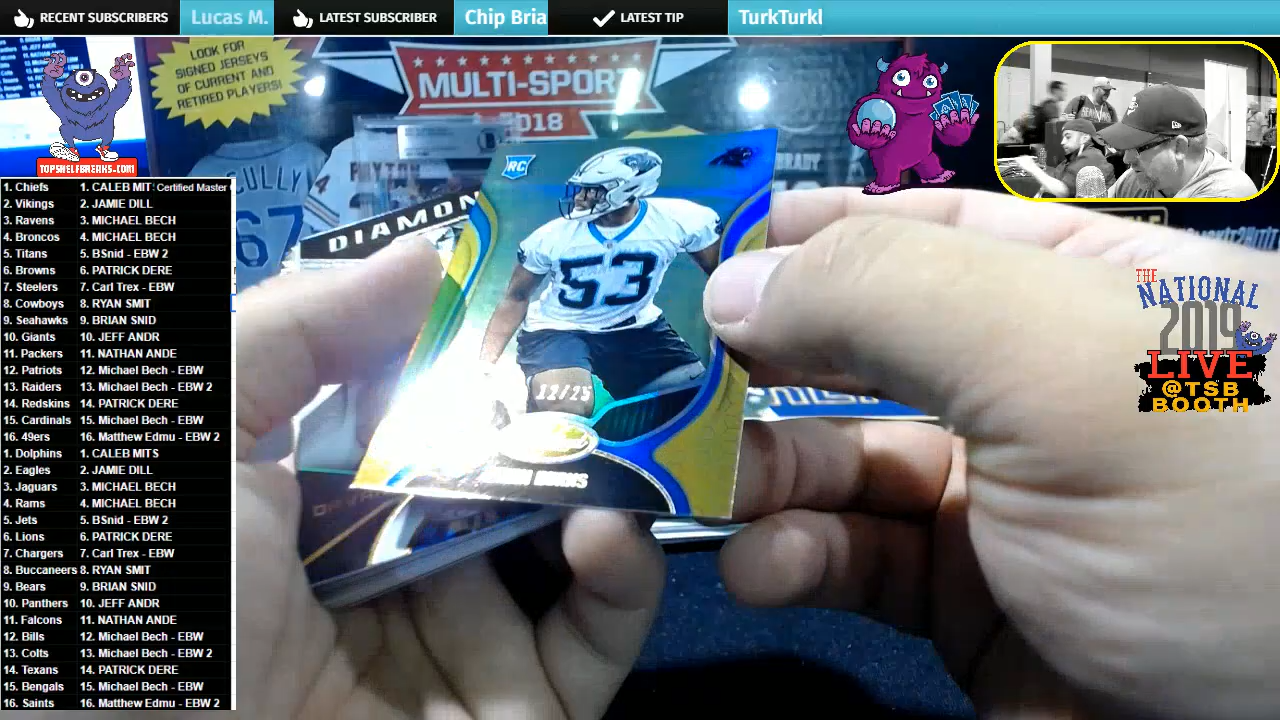 RECENT SUBSCRIBERS
Lucas M.
LATEST SUBSCRIBER
Chip Bria
LATEST TIP
TurkTurkl
LOOK FOR
SIGNED JERSEYS
OF CURRENT AND
RETIRED PLAYERS!
MULTI-SPORT
2018
TOPSHELFBREAKS.COM
1. Chiefs 1. CALEB MIT: Certified Master
2. Vikings 2. JAMIE DILL
3. Ravens 3. MICHAEL BECH
4. Broncos 4. MICHAEL BECH
5. Titans 5. BSnid - EBW 2
6. Browns 6. PATRICK DERE
7. Steelers 7. Carl Trex - EBW
8. Cowboys 8. RYAN SMIT
9. Seahawks 9. BRIAN SNID
10. Giants 10. JEFF ANDR
11. Packers 11. NATHAN ANDE
12. Patriots 12. Michael Bech - EBW
13. Raiders 13. Michael Bech - EBW 2
14. Redskins 14. PATRICK DERE
15. Cardinals 15. Michael Bech - EBW
16. 49ers 16. Matthew Edmu - EBW 2
1. Dolphins 1. CALEB MITS
2. Eagles 2. JAMIE DILL
3. Jaguars 3. MICHAEL BECH
4. Rams 4. MICHAEL BECH
5. Jets 5. BSnid - EBW 2
6. Lions 6. PATRICK DERE
7. Chargers 7. Carl Trex - EBW
8. Buccaneers 8. RYAN SMIT
9. Bears 9. BRIAN SNID
10. Panthers 10. JEFF ANDR
11. Falcons 11. NATHAN ANDE
12. Bills 12. Michael Bech - EBW
13. Colts 13. Michael Bech - EBW 2
14. Texans 14. PATRICK DERE
15. Bengals 15. Michael Bech - EBW
16. Saints 16. Matthew Edmu - EBW 2
CULLY
67
DIAMON
RC
53
12/25
BURNS
THE
NATIONAL
2019
LIVE
@TSB
BOOTH